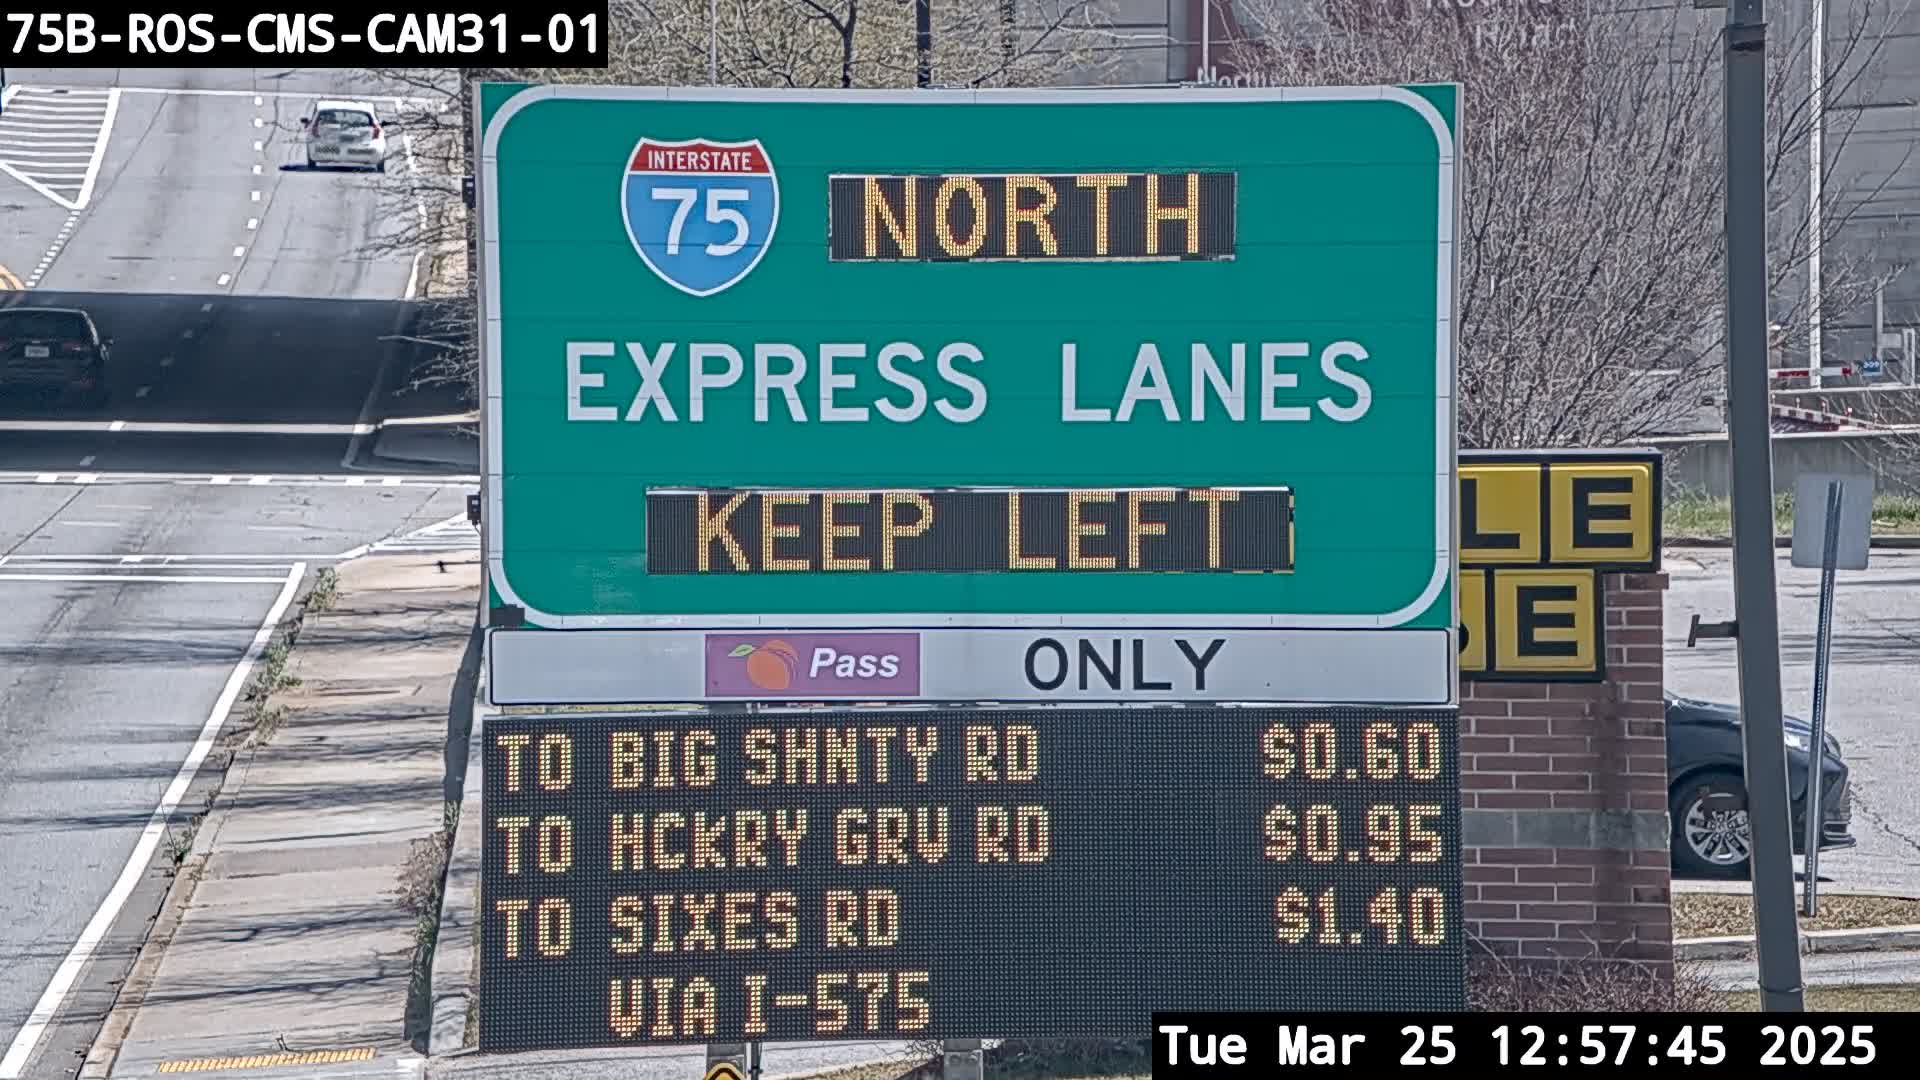 75B-ROS-CMS-CAM31-01
INTERSTATE
75
NORTH
EXPRESS LANES
KEEP LEFT
LE
E
Pass ONLY
TO BIG SHNTY RD $0.60
TO HCKRY GRV RD $0.95
TO SIXES RD $1.40
VIA I-575
Tue Mar 25 12:57:45 2025